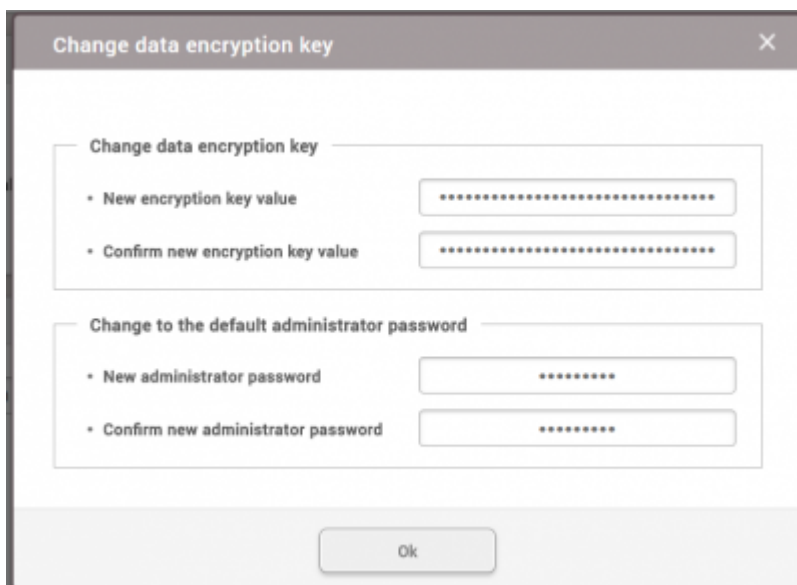 Change data encryption key
Change data encryption key
• New encryption key value ••••••••••••••••••••••••••••••••
• Confirm new encryption key value ••••••••••••••••••••••••••••••••
Change to the default administrator password
• New administrator password •••••••••
• Confirm new administrator password •••••••••
Ok